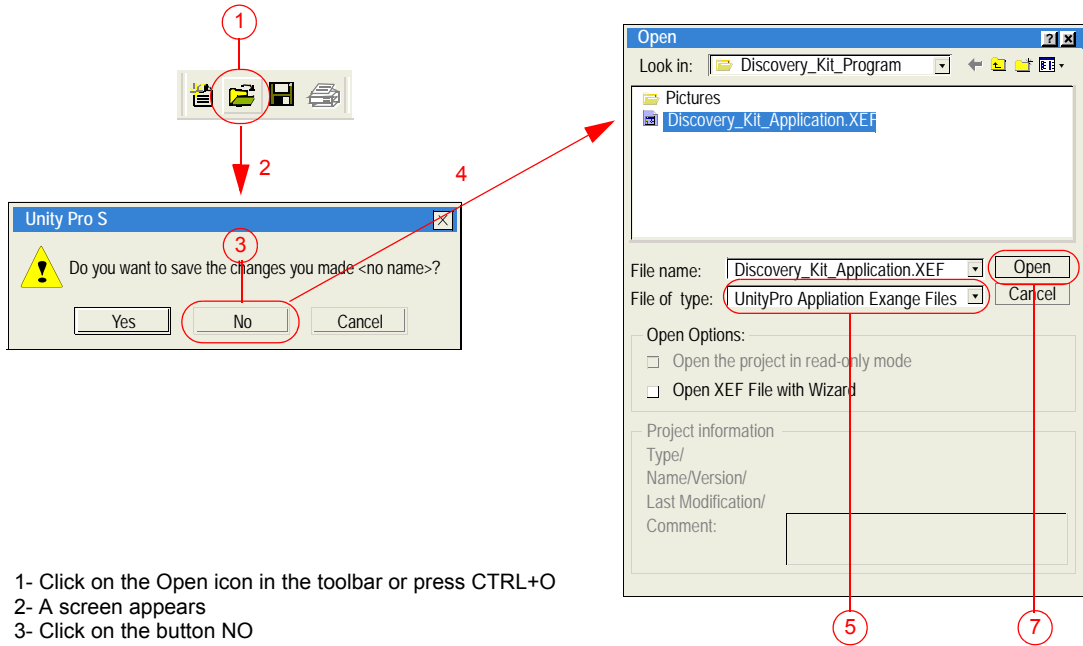 1
2
Unity Pro S
3
Do you want to save the changes you made <no name>?
Yes
No
Cancel
4
Open
Look in:
Discovery_Kit_Program
Pictures
Discovery_Kit_Application.XEF
File name:
Discovery_Kit_Application.XEF
Open
File of type:
UnityPro Appliation Exange Files
Cancel
Open Options:
Open the project in read-only mode
Open XEF File with Wizard
Project information
Type/
Name/Version/
Last Modification/
Comment:
5
7
1- Click on the Open icon in the toolbar or press CTRL+O
2- A screen appears
3- Click on the button NO